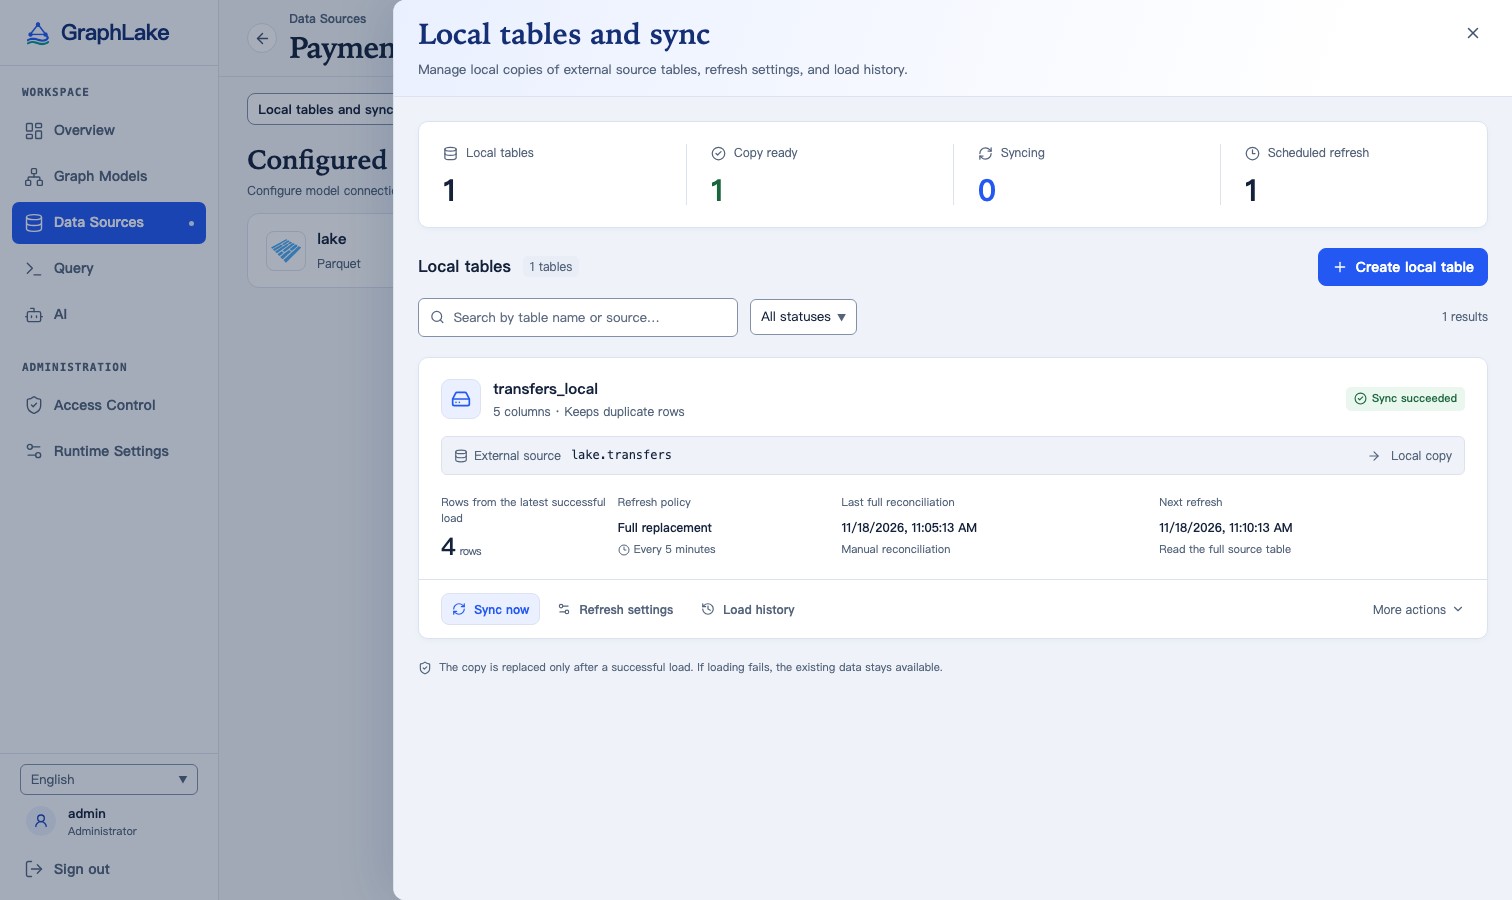 GraphLake
WORKSPACE
Overview
Graph Models
Data Sources
Query
AI
ADMINISTRATION
Access Control
Runtime Settings
English
admin
Administrator
Sign out
Data Sources
Local tables and sync
Configured
lake
Parquet
Local tables and sync
Manage local copies of external source tables, refresh settings, and load history.
Local tables
1
Copy ready
1
Syncing
0
Scheduled refresh
1
Local tables 1 tables
Create local table
Search by table name or source...
All statuses
1 results
transfers_local
5 columns · Keeps duplicate rows
Sync succeeded
External source lake.transfers
Local copy
Rows from the latest successful
load
4 rows
Refresh policy
Full replacement
Every 5 minutes
Last full reconciliation
11/18/2026, 11:05:13 AM
Manual reconciliation
Next refresh
11/18/2026, 11:10:13 AM
Read the full source table
Sync now
Refresh settings
Load history
More actions
The copy is replaced only after a successful load. If loading fails, the existing data stays available.